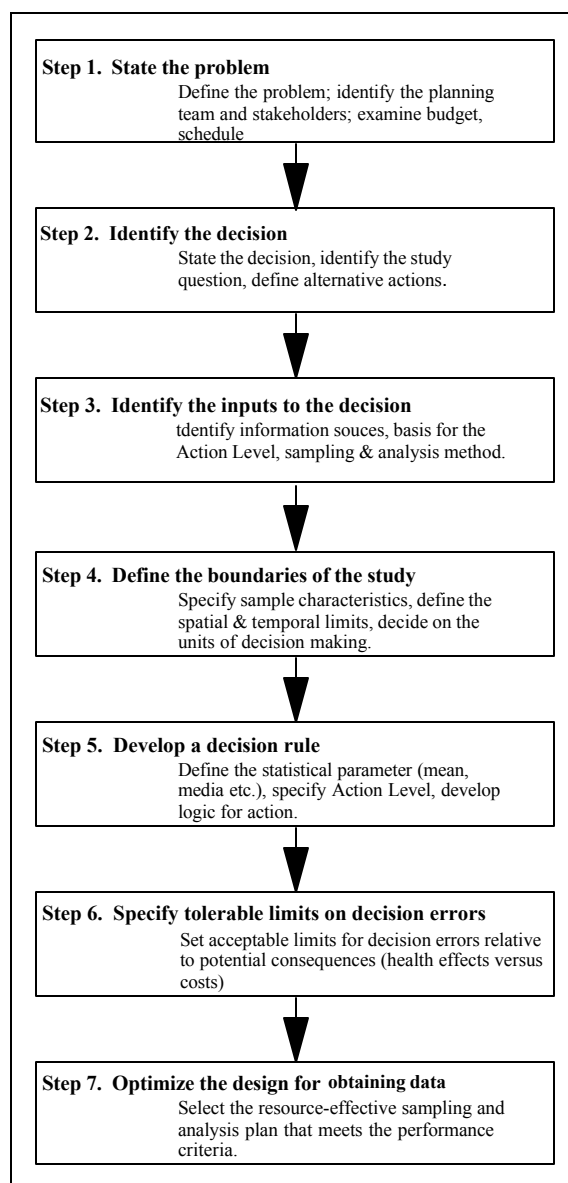 Step 1. State the problem
Define the problem; identify the planning
team and stakeholders; examine budget,
schedule
Step 2. Identify the decision
State the decision, identify the study
question, define alternative actions.
Step 3. Identify the inputs to the decision
tdentify information souces, basis for the
Action Level, sampling & analysis method.
Step 4. Define the boundaries of the study
Specify sample characteristics, define the
spatial & temporal limits, decide on the
units of decision making.
Step 5. Develop a decision rule
Define the statistical parameter (mean,
media etc.), specify Action Level, develop
logic for action.
Step 6. Specify tolerable limits on decision errors
Set acceptable limits for decision errors relative
to potential consequences (health effects versus
costs)
Step 7. Optimize the design for obtaining data
Select the resource-effective sampling and
analysis plan that meets the performance
criteria.